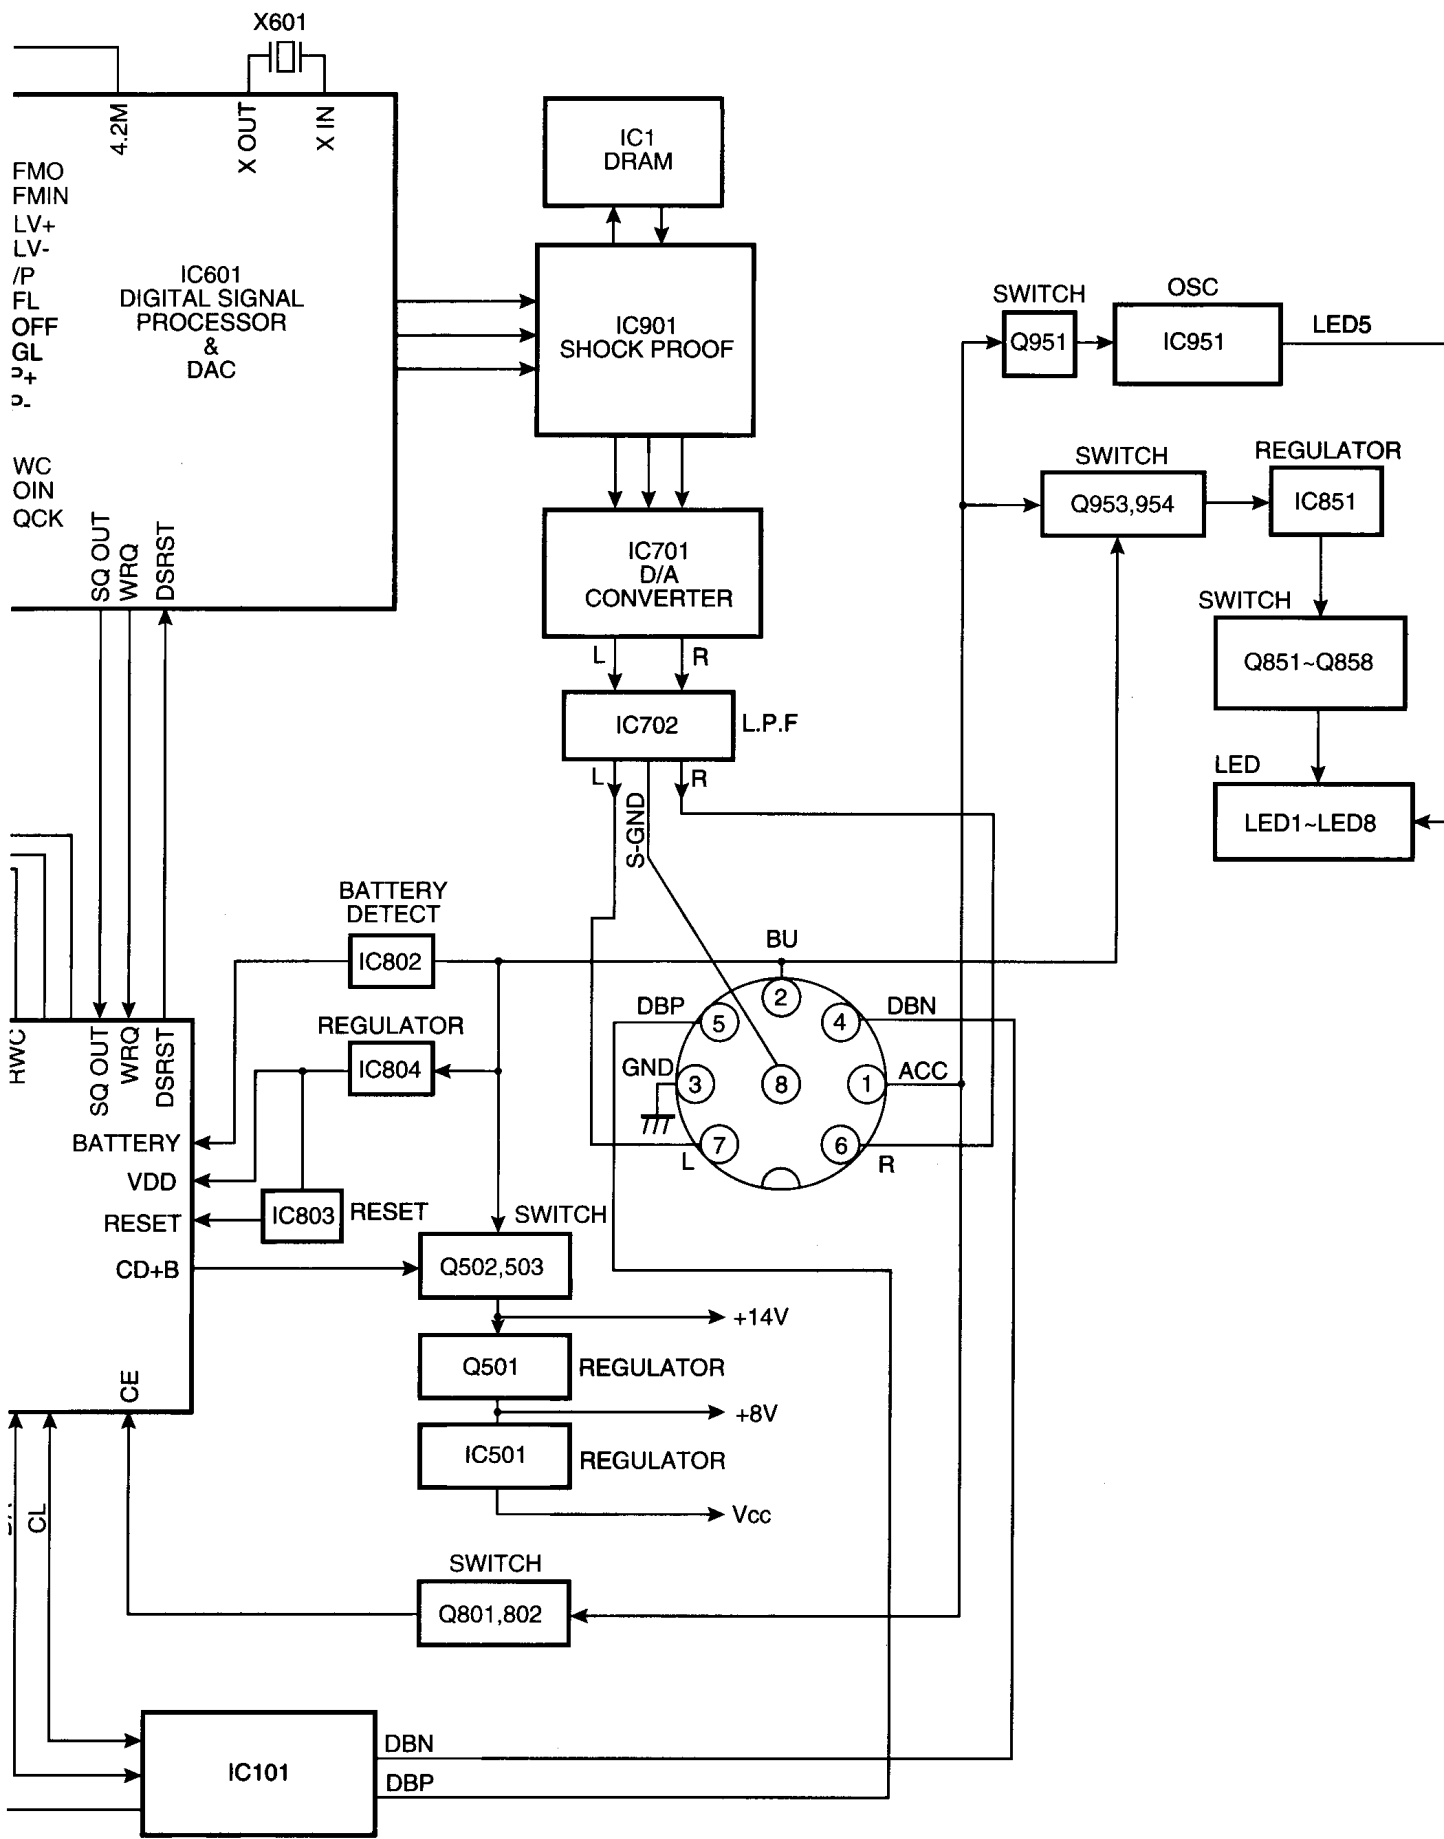 X601
4.2M
X OUT
X IN
FMO
FMIN
LV+
LV-
/P
FL
OFF
GL
P+
P-
WC
OIN
QCK
IC601
DIGITAL SIGNAL
PROCESSOR
&
DAC
SQ OUT
WRQ
DSRST
IC1
DRAM
IC901
SHOCK PROOF
IC701
D/A
CONVERTER
L
R
IC702
L.P.F
L
S-GND
R
SWITCH
Q951
OSC
IC951
LED5
SWITCH
Q953,954
REGULATOR
IC851
SWITCH
Q851~Q858
LED
LED1~LED8
BATTERY
DETECT
IC802
BU
REGULATOR
IC804
DBP
5
2
4
DBN
GND
3
8
1
ACC
7
L
6
R
RWC
SQ OUT
WRQ
DSRST
BATTERY
VDD
RESET
CD+B
CE
IC803
RESET
SWITCH
Q502,503
+14V
Q501
REGULATOR
+8V
IC501
REGULATOR
Vcc
SWITCH
Q801,802
CL
IC101
DBN
DBP